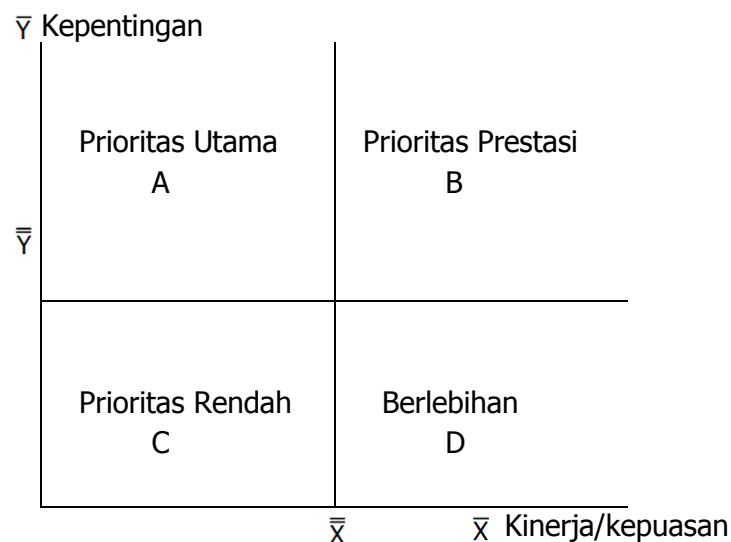 Y̅ Kepentingan
Prioritas Utama
A
Prioritas Prestasi
B
Y̿
Prioritas Rendah
C
Berlebihan
D
X̿
X̅ Kinerja/kepuasan